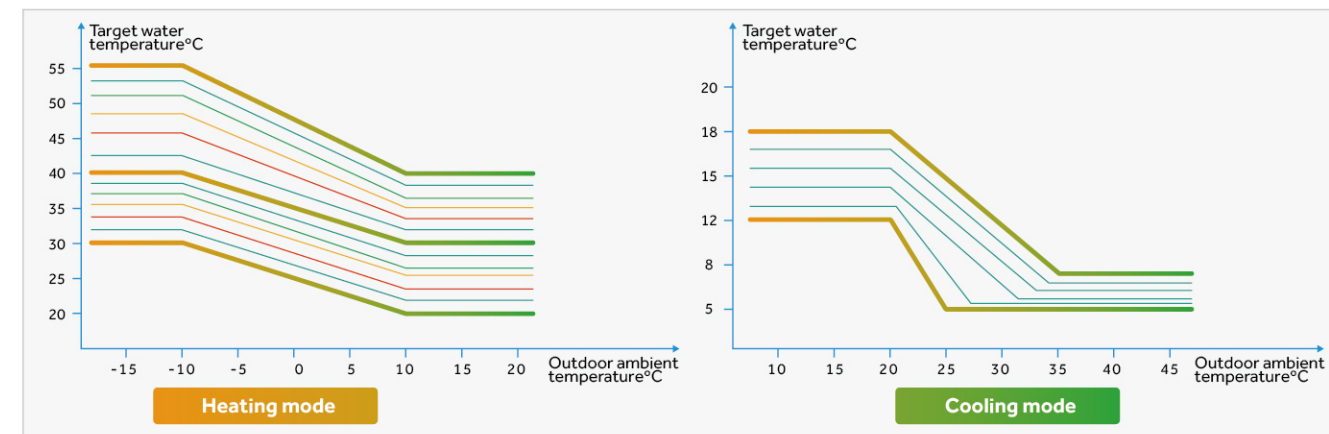 Target water
temperature°C
55
50
45
40
35
30
25
20
-15 -10 -5 0 5 10 15 20
Outdoor ambient
temperature°C
Heating mode
Target water
temperature°C
20
18
15
12
8
5
10 15 20 25 30 35 40 45
Outdoor ambient
temperature°C
Cooling mode